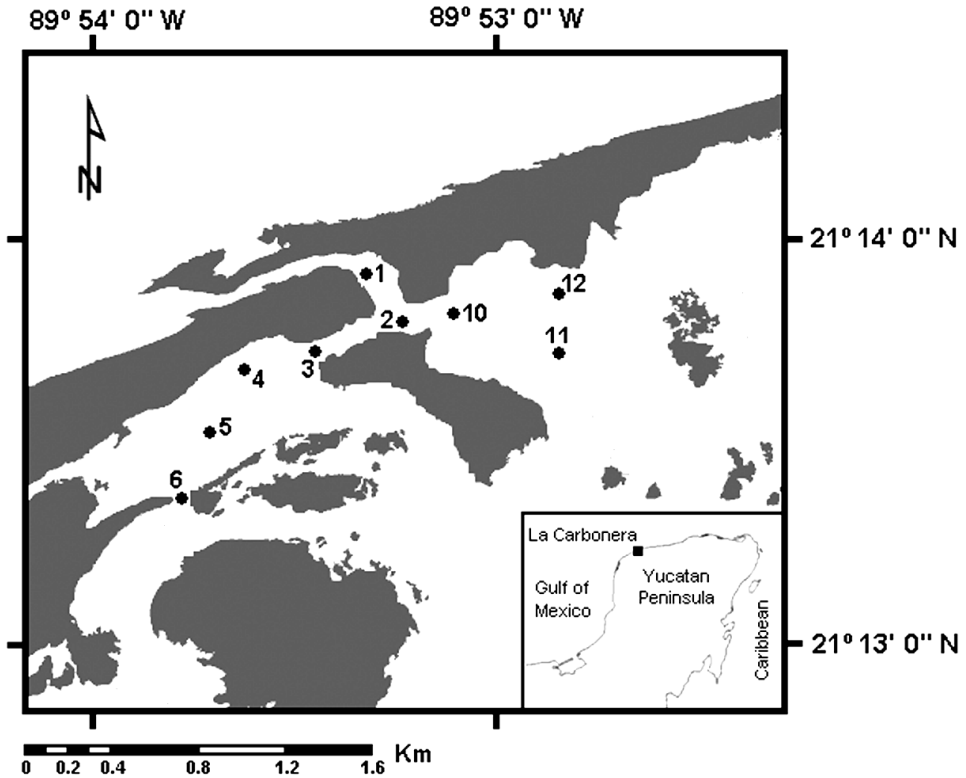 89º 54' 0" W
89º 53' 0" W
N
21º 14' 0" N
1
12
2
10
11
3
4
5
6
La Carbonera
Gulf of
Mexico
Yucatan
Peninsula
Caribbean
21º 13' 0" N
Km
0 0.2 0.4 0.8 1.2 1.6